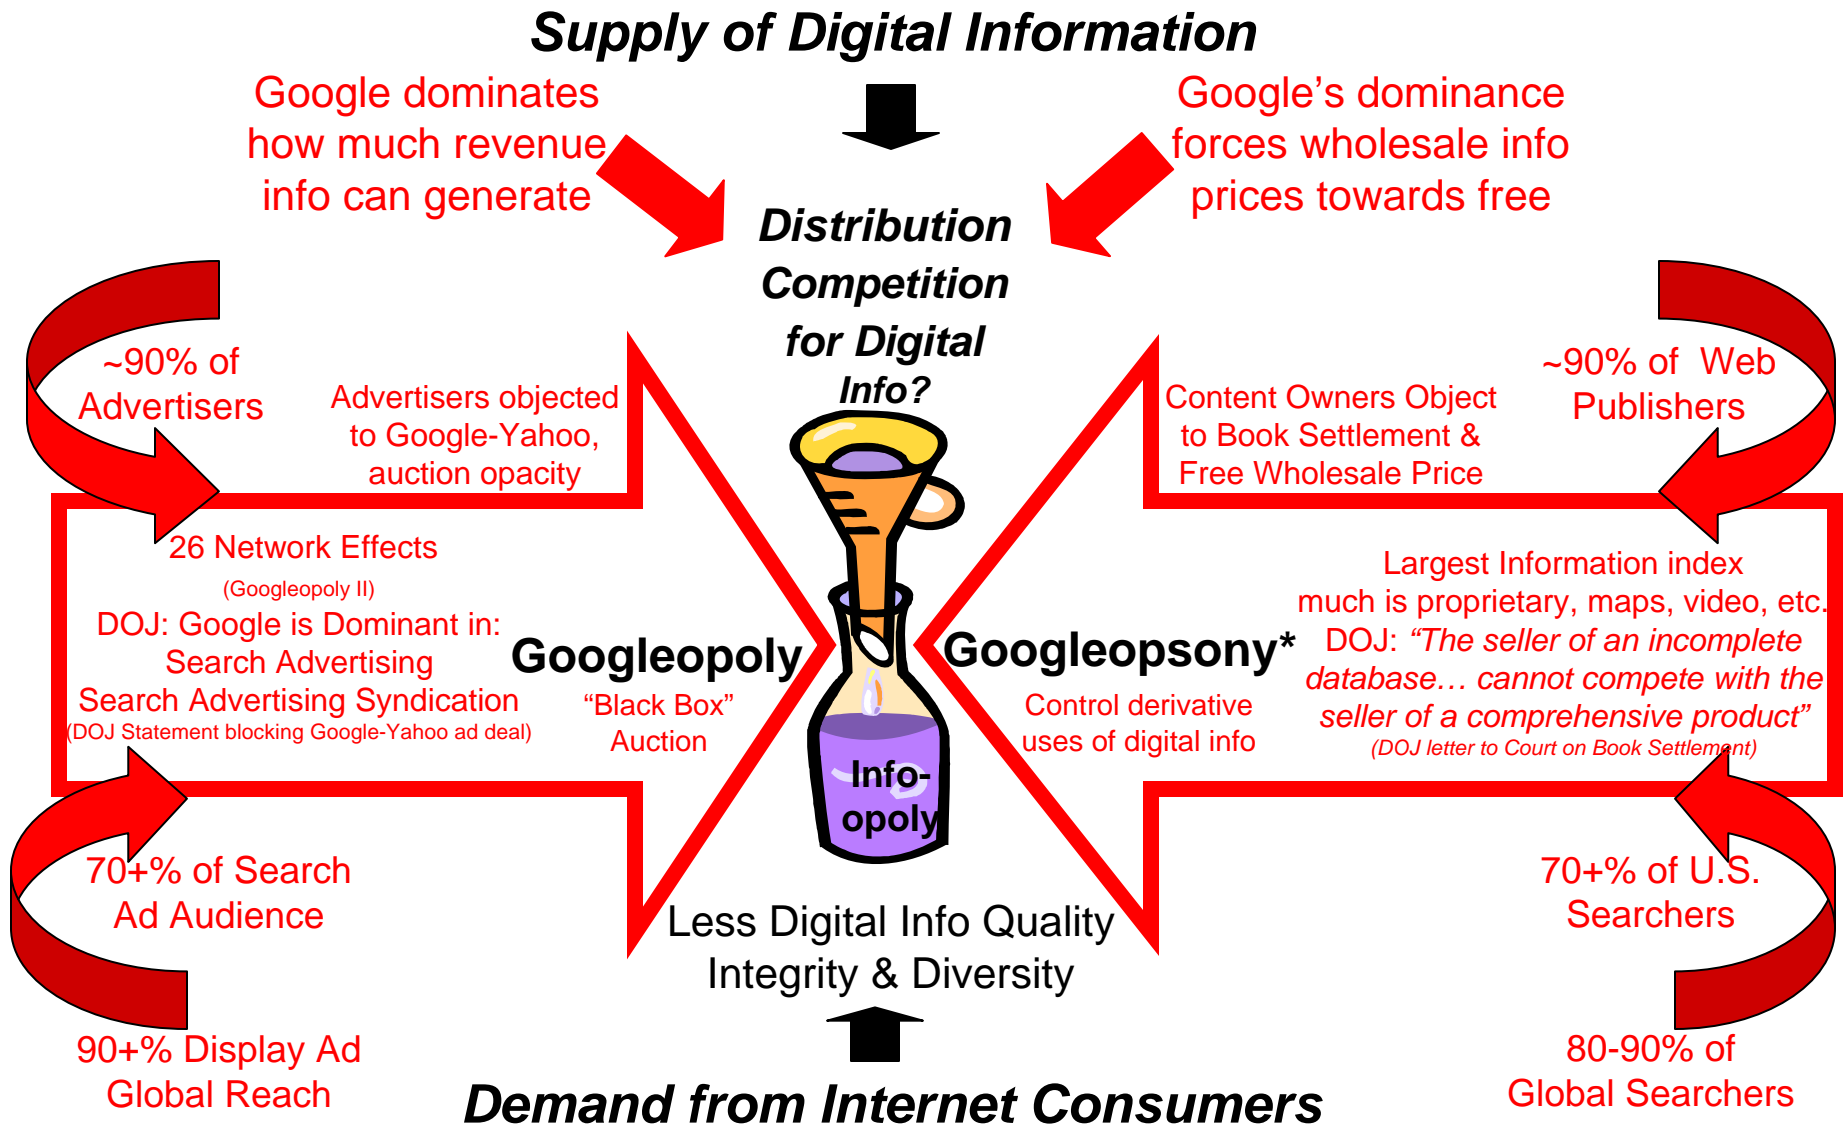 Supply of Digital Information
Google dominates
how much revenue
info can generate
Google’s dominance
forces wholesale info
prices towards free
Distribution
Competition
for Digital
Info?
~90% of
Advertisers
Advertisers objected
to Google-Yahoo,
auction opacity
Content Owners Object
to Book Settlement &
Free Wholesale Price
~90% of  Web
Publishers
26 Network Effects
(Googleopoly II)
DOJ: Google is Dominant in:
Search Advertising
Search Advertising Syndication
(DOJ Statement blocking Google-Yahoo ad deal)
Googleopoly
“Black Box”
Auction
Info-
opoly
Googleopsony*
Control derivative
uses of digital info
Largest Information index
much is proprietary, maps, video, etc.
DOJ: “The seller of an incomplete
database… cannot compete with the
seller of a comprehensive product”
(DOJ letter to Court on Book Settlement)
70+% of Search
Ad Audience
90+% Display Ad
Global Reach
Less Digital Info Quality
Integrity & Diversity
70+% of U.S.
Searchers
80-90% of
Global Searchers
Demand from Internet Consumers